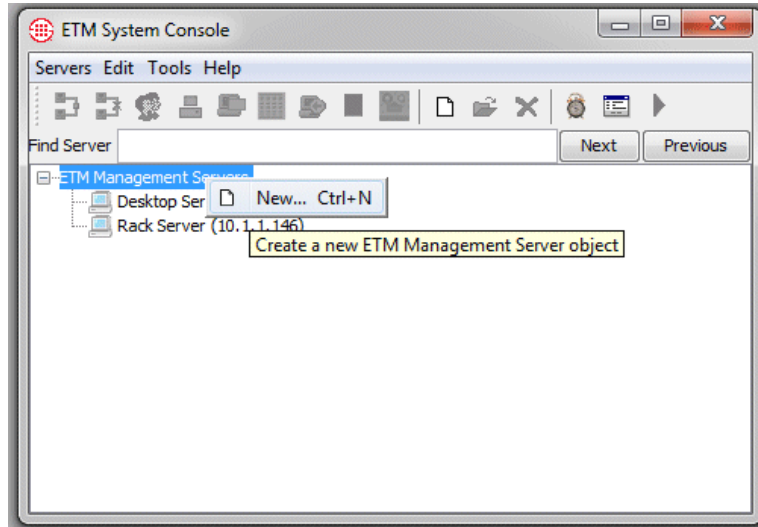 ETM System Console
Servers Edit Tools Help
Find Server Next Previous
ETM Management Servers
Desktop Ser New... Ctrl+N
Rack Server (10.1.1.146)
Create a new ETM Management Server object